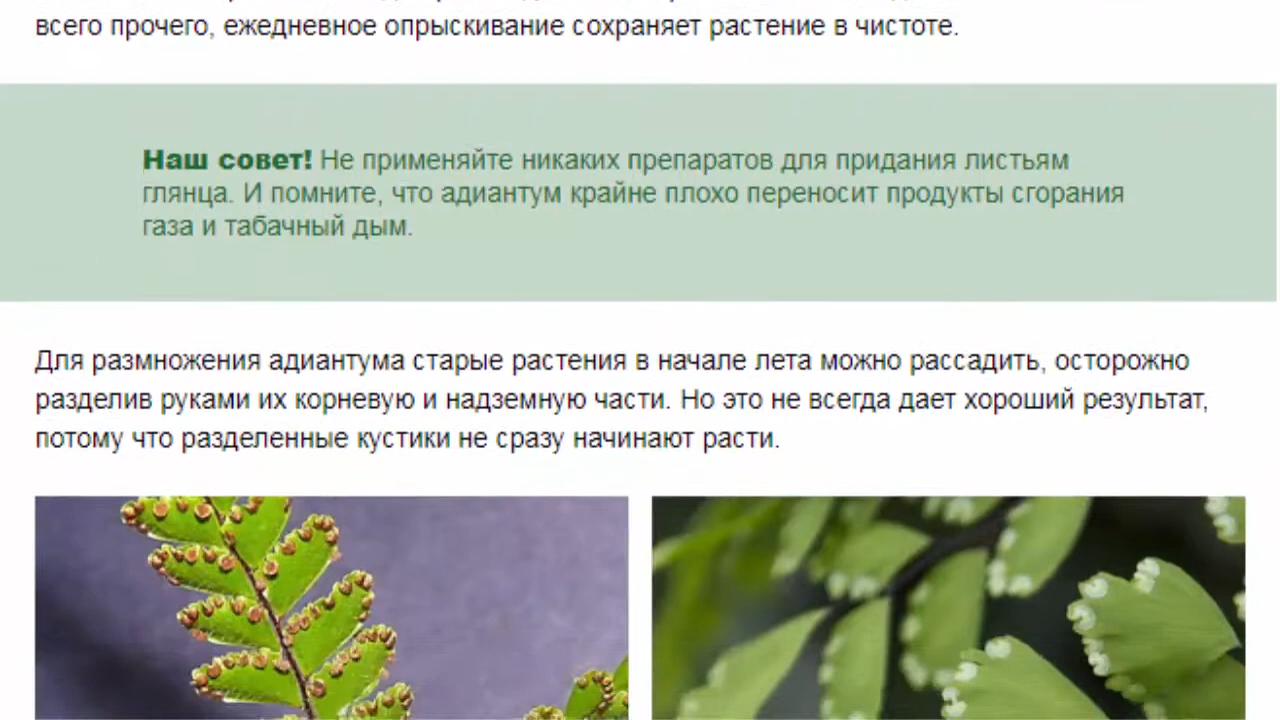 всего прочего, ежедневное опрыскивание сохраняет растение в чистоте.
Наш совет! Не применяйте никаких препаратов для придания листьям
глянца. И помните, что адиантум крайне плохо переносит продукты сгорания
газа и табачный дым.
Для размножения адиантума старые растения в начале лета можно рассадить, осторожно
разделив руками их корневую и надземную части. Но это не всегда дает хороший результат,
потому что разделенные кустики не сразу начинают расти.